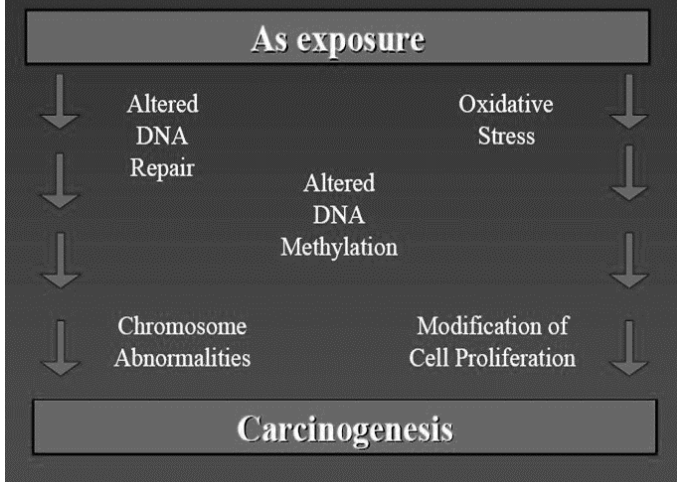 As exposure
Altered
DNA
Repair
Oxidative
Stress
Altered
DNA
Methylation
Chromosome
Abnormalities
Modification of
Cell Proliferation
Carcinogenesis